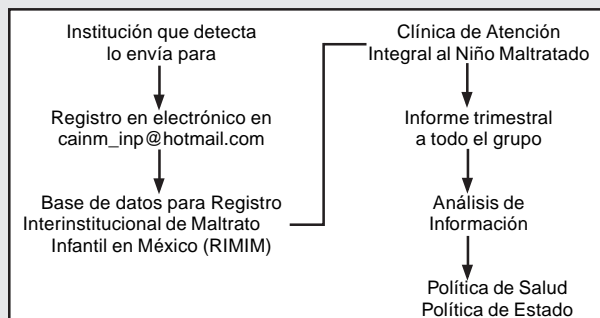 Institución que detecta
lo envía para
Registro en electrónico en
cainm_inp@hotmail.com
Base de datos para Registro
Interinstitucional de Maltrato
Infantil en México (RIMIM)
Clínica de Atención
Integral al Niño Maltratado
Informe trimestral
a todo el grupo
Análisis de
Información
Política de Salud
Política de Estado